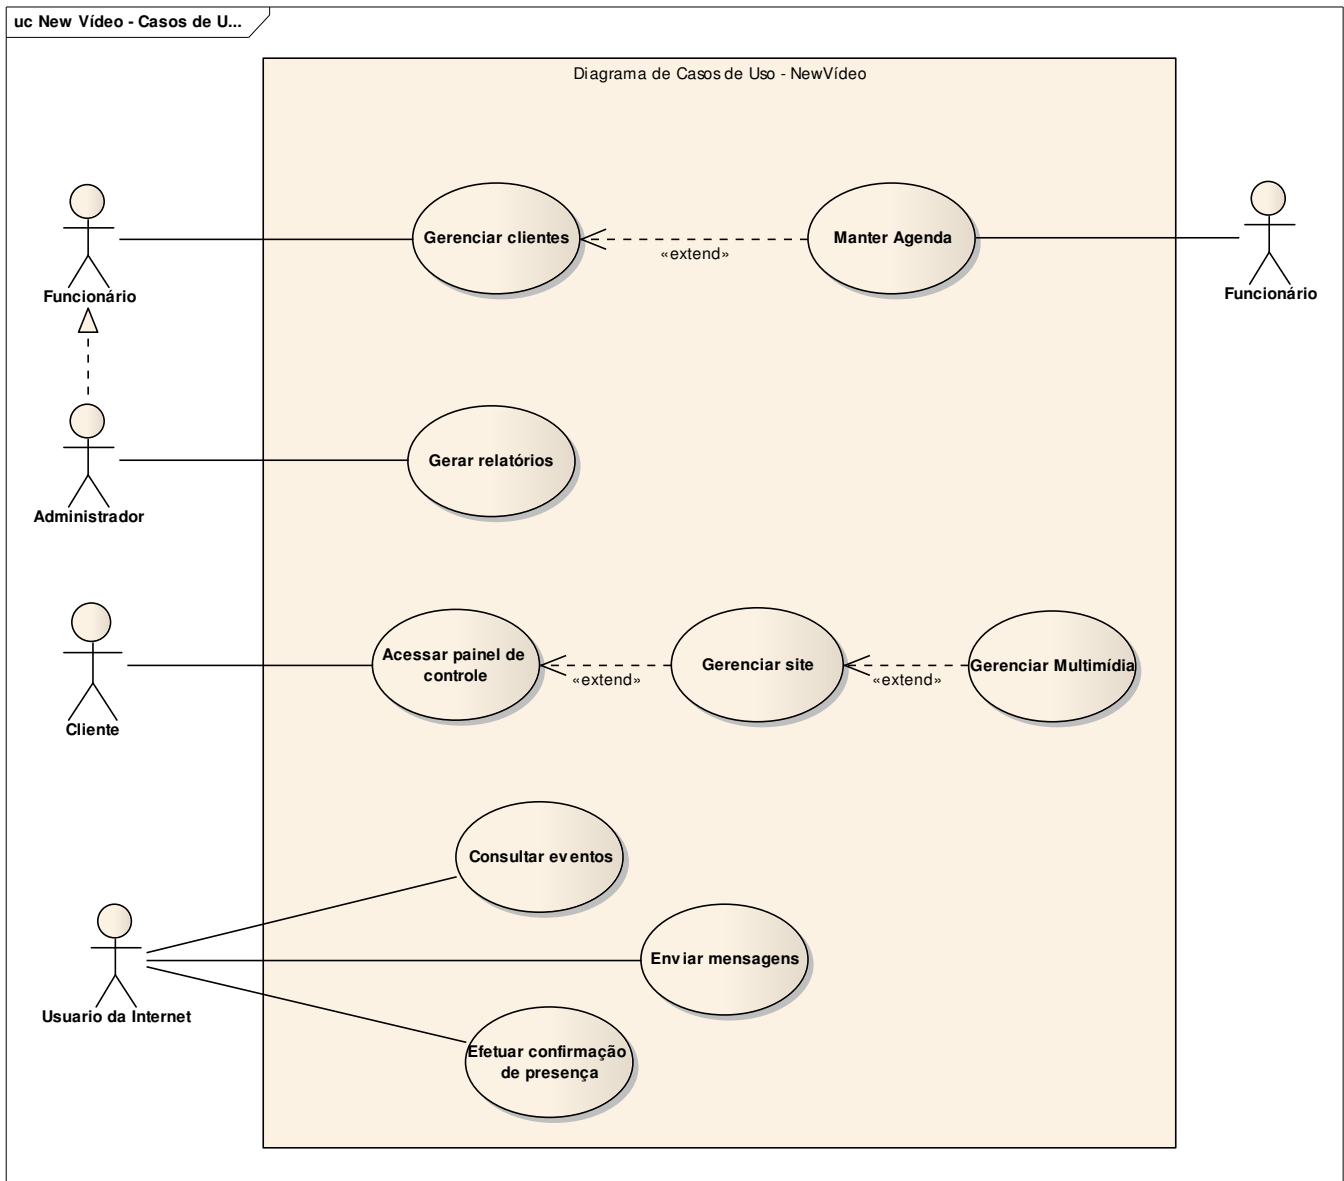 uc New Vídeo - Casos de U...
Diagrama de Casos de Uso - NewVídeo
Gerenciar clientes
«extend»
Manter Agenda
Funcionário
Funcionário
Gerar relatórios
Administrador
Acessar painel de
controle
«extend»
Gerenciar site
«extend»
Gerenciar Multimídia
Cliente
Consultar eventos
Enviar mensagens
Usuario da Internet
Efetuar confirmação
de presença